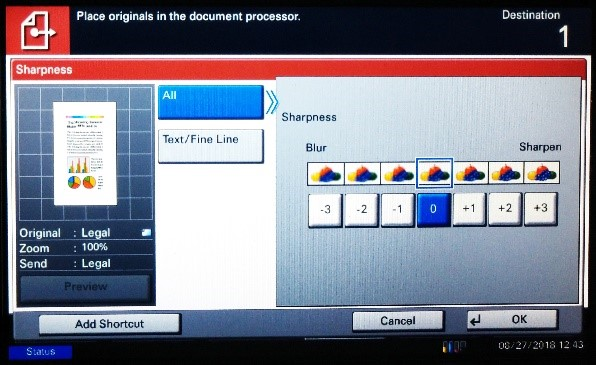 Place originals in the document processor.
Destination
1
Sharpness
All
Text/Fine Line
Sharpness
Blur
Sharpen
-3 -2 -1 0 +1 +2 +3
Original : Legal
Zoom : 100%
Send : Legal
Preview
Add Shortcut
Cancel
OK
Status
08/27/2018 12:43